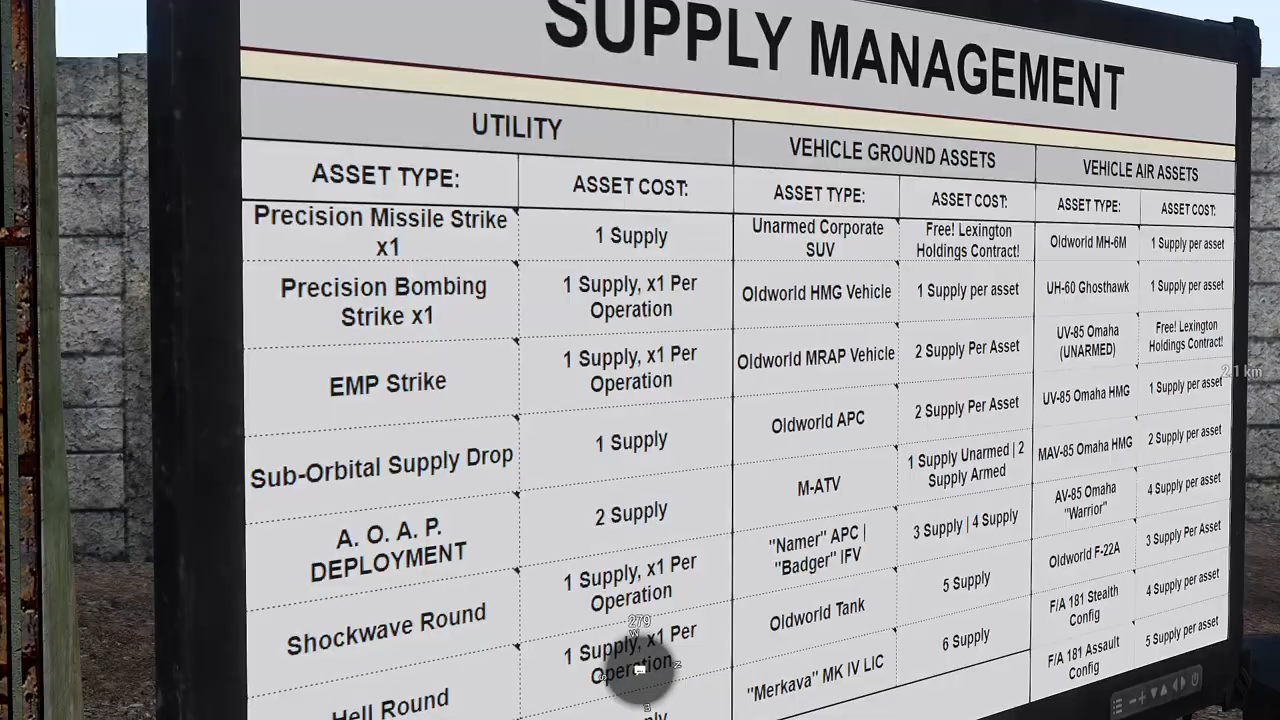 SUPPLY MANAGEMENT
UTILITY
VEHICLE GROUND ASSETS
VEHICLE AIR ASSETS
ASSET TYPE:
ASSET COST:
ASSET TYPE:
ASSET COST:
ASSET TYPE:
ASSET COST:
Precision Missile Strike
x1
1 Supply
Unarmed Corporate
SUV
Free! Lexington
Holdings Contract!
Oldworld MH-6M
1 Supply per asset
Precision Bombing
Strike x1
1 Supply, x1 Per
Operation
Oldworld HMG Vehicle
1 Supply per asset
UH-60 Ghosthawk
1 Supply per asset
EMP Strike
1 Supply, x1 Per
Operation
Oldworld MRAP Vehicle
2 Supply Per Asset
UV-85 Omaha
(UNARMED)
Free! Lexington
Holdings Contract!
Sub-Orbital Supply Drop
1 Supply
Oldworld APC
2 Supply Per Asset
UV-85 Omaha HMG
1 Supply per asset
2.1 km
A. O. A. P.
DEPLOYMENT
2 Supply
M-ATV
1 Supply Unarmed | 2
Supply Armed
MAV-85 Omaha HMG
2 Supply per asset
Shockwave Round
1 Supply, x1 Per
Operation
"Namer" APC |
"Badger" IFV
3 Supply | 4 Supply
AV-85 Omaha
"Warrior"
4 Supply per asset
Hell Round
1 Supply, x1 Per
Operation
Oldworld Tank
5 Supply
Oldworld F-22A
3 Supply Per Asset
"Merkava" MK IV LIC
6 Supply
F/A 181 Stealth
Config
4 Supply per asset
F/A 181 Assault
Config
5 Supply per asset
279
W